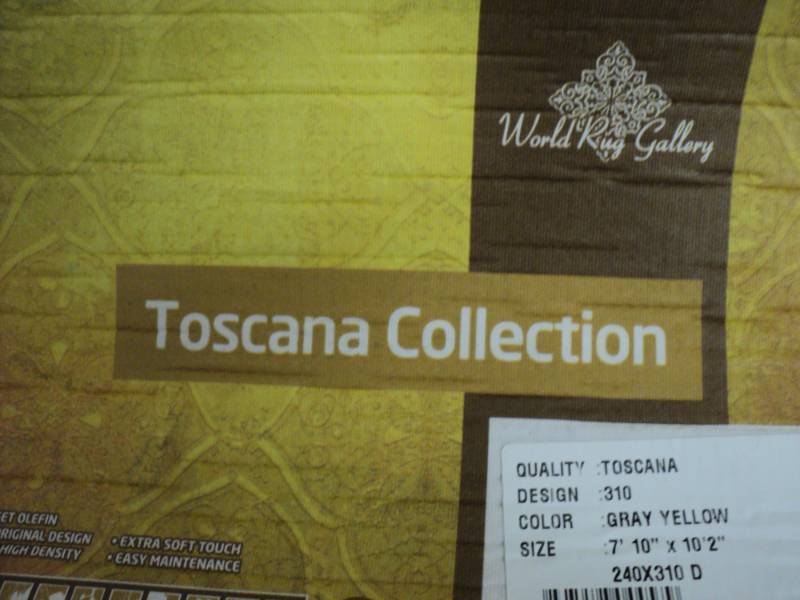 World Rug Gallery
Toscana Collection
QUALITY :TOSCANA
DESIGN :310
COLOR :GRAY YELLOW
SIZE :7' 10" x 10'2"
240X310 D
OLEFIN
DESIGN
HIGH DENSITY
• EXTRA SOFT TOUCH
• EASY MAINTENANCE